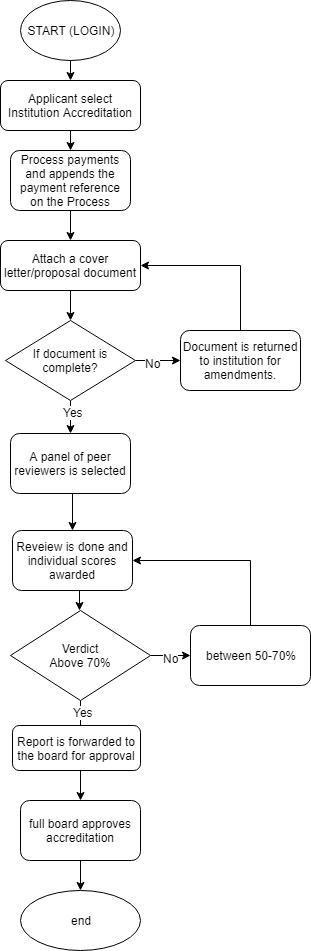 START (LOGIN)
Applicant select
Institution Accreditation
Process payments
and appends the
payment reference
on the Process
Attach a cover
letter/proposal document
If document is
complete?
No
Document is returned
to institution for
amendments.
Yes
A panel of peer
reviewers is selected
Reveiew is done and
individual scores
awarded
Verdict
Above 70%
No
between 50-70%
Yes
Report is forwarded to
the board for approval
full board approves
accreditation
end